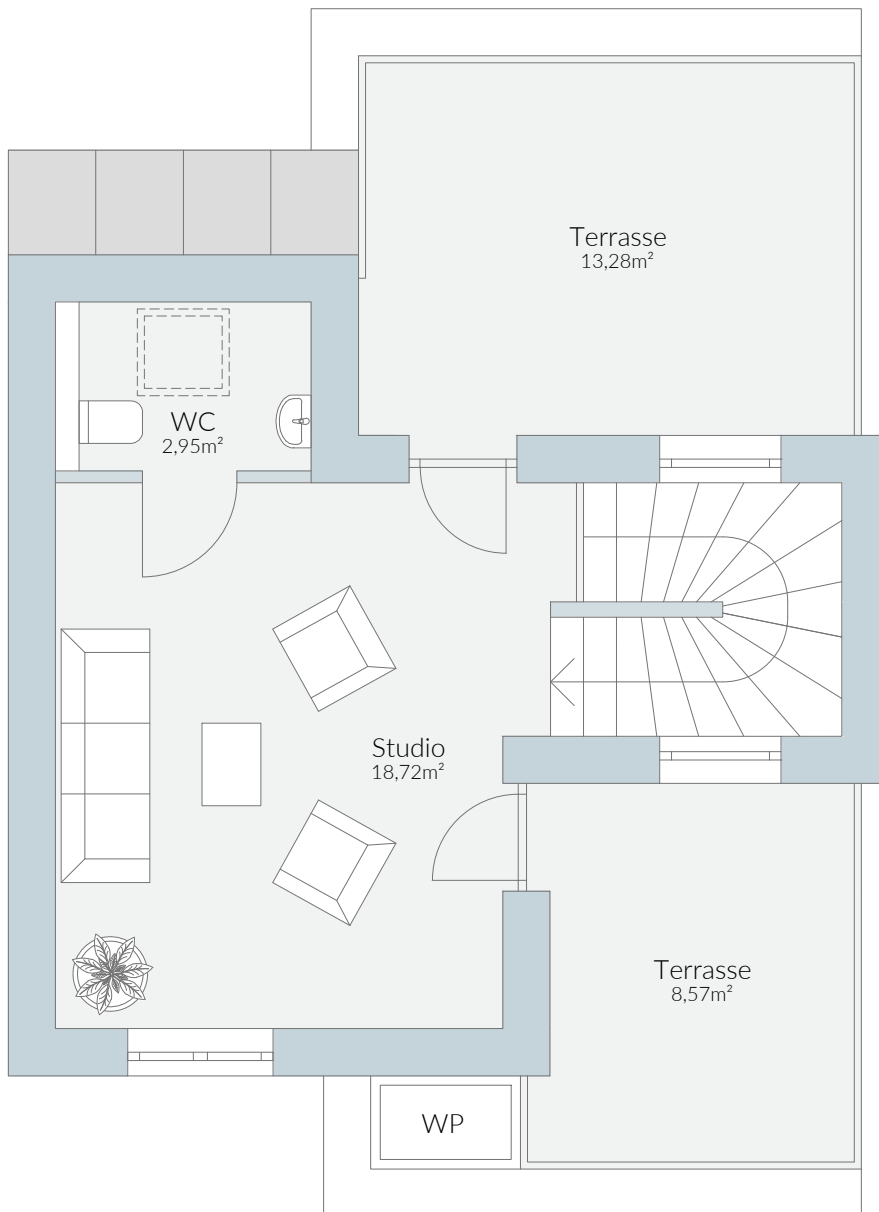 Terrasse
13,28m²
WC
2,95m²
Studio
18,72m²
Terrasse
8,57m²
WP